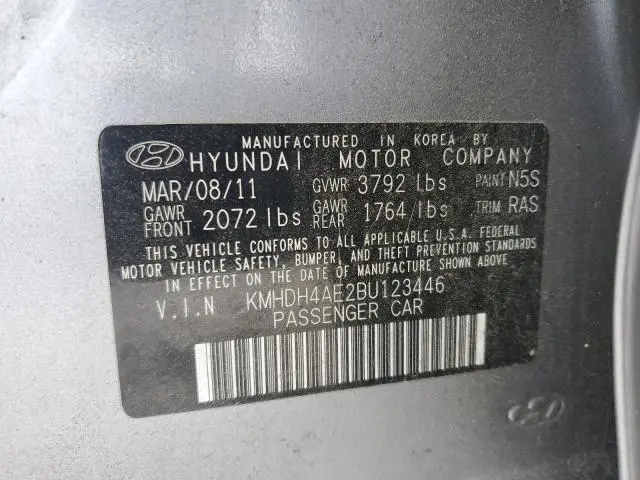 MANUFACTURED IN KOREA BY
HYUNDAI MOTOR COMPANY
MAR/08/11 GVWR 3792 lbs PAINT N5S
GAWR FRONT 2072 lbs GAWR REAR 1764 lbs TRIM RAS
THIS VEHICLE CONFORMS TO ALL APPLICABLE U.S. FEDERAL
MOTOR VEHICLE SAFETY, BUMPER, AND THEFT PREVENTION STANDARDS
IN EFFECT ON THE DATE OF MANUFACTURE SHOWN ABOVE.
V.I.N KMHDH4AE2BU123446
PASSENGER CAR